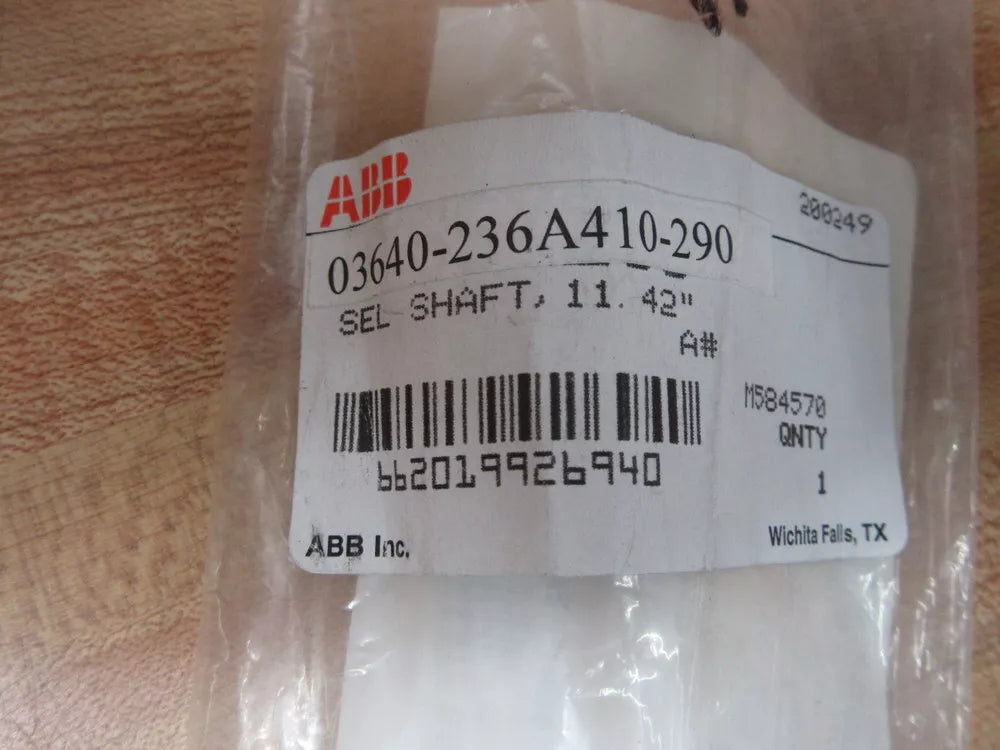 ABB
200249
03640-236A410-290
SEL SHAFT, 11.42"
A#
M584570
QNTY
662019926940
1
ABB Inc.
Wichita Falls, TX